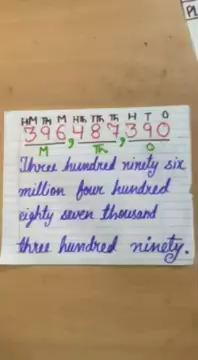 PL
HM TM M HTh TTh Th H T O
396,487,390
M Th O
Three hundred ninety six
million four hundred
eighty seven thousand
three hundred ninety.